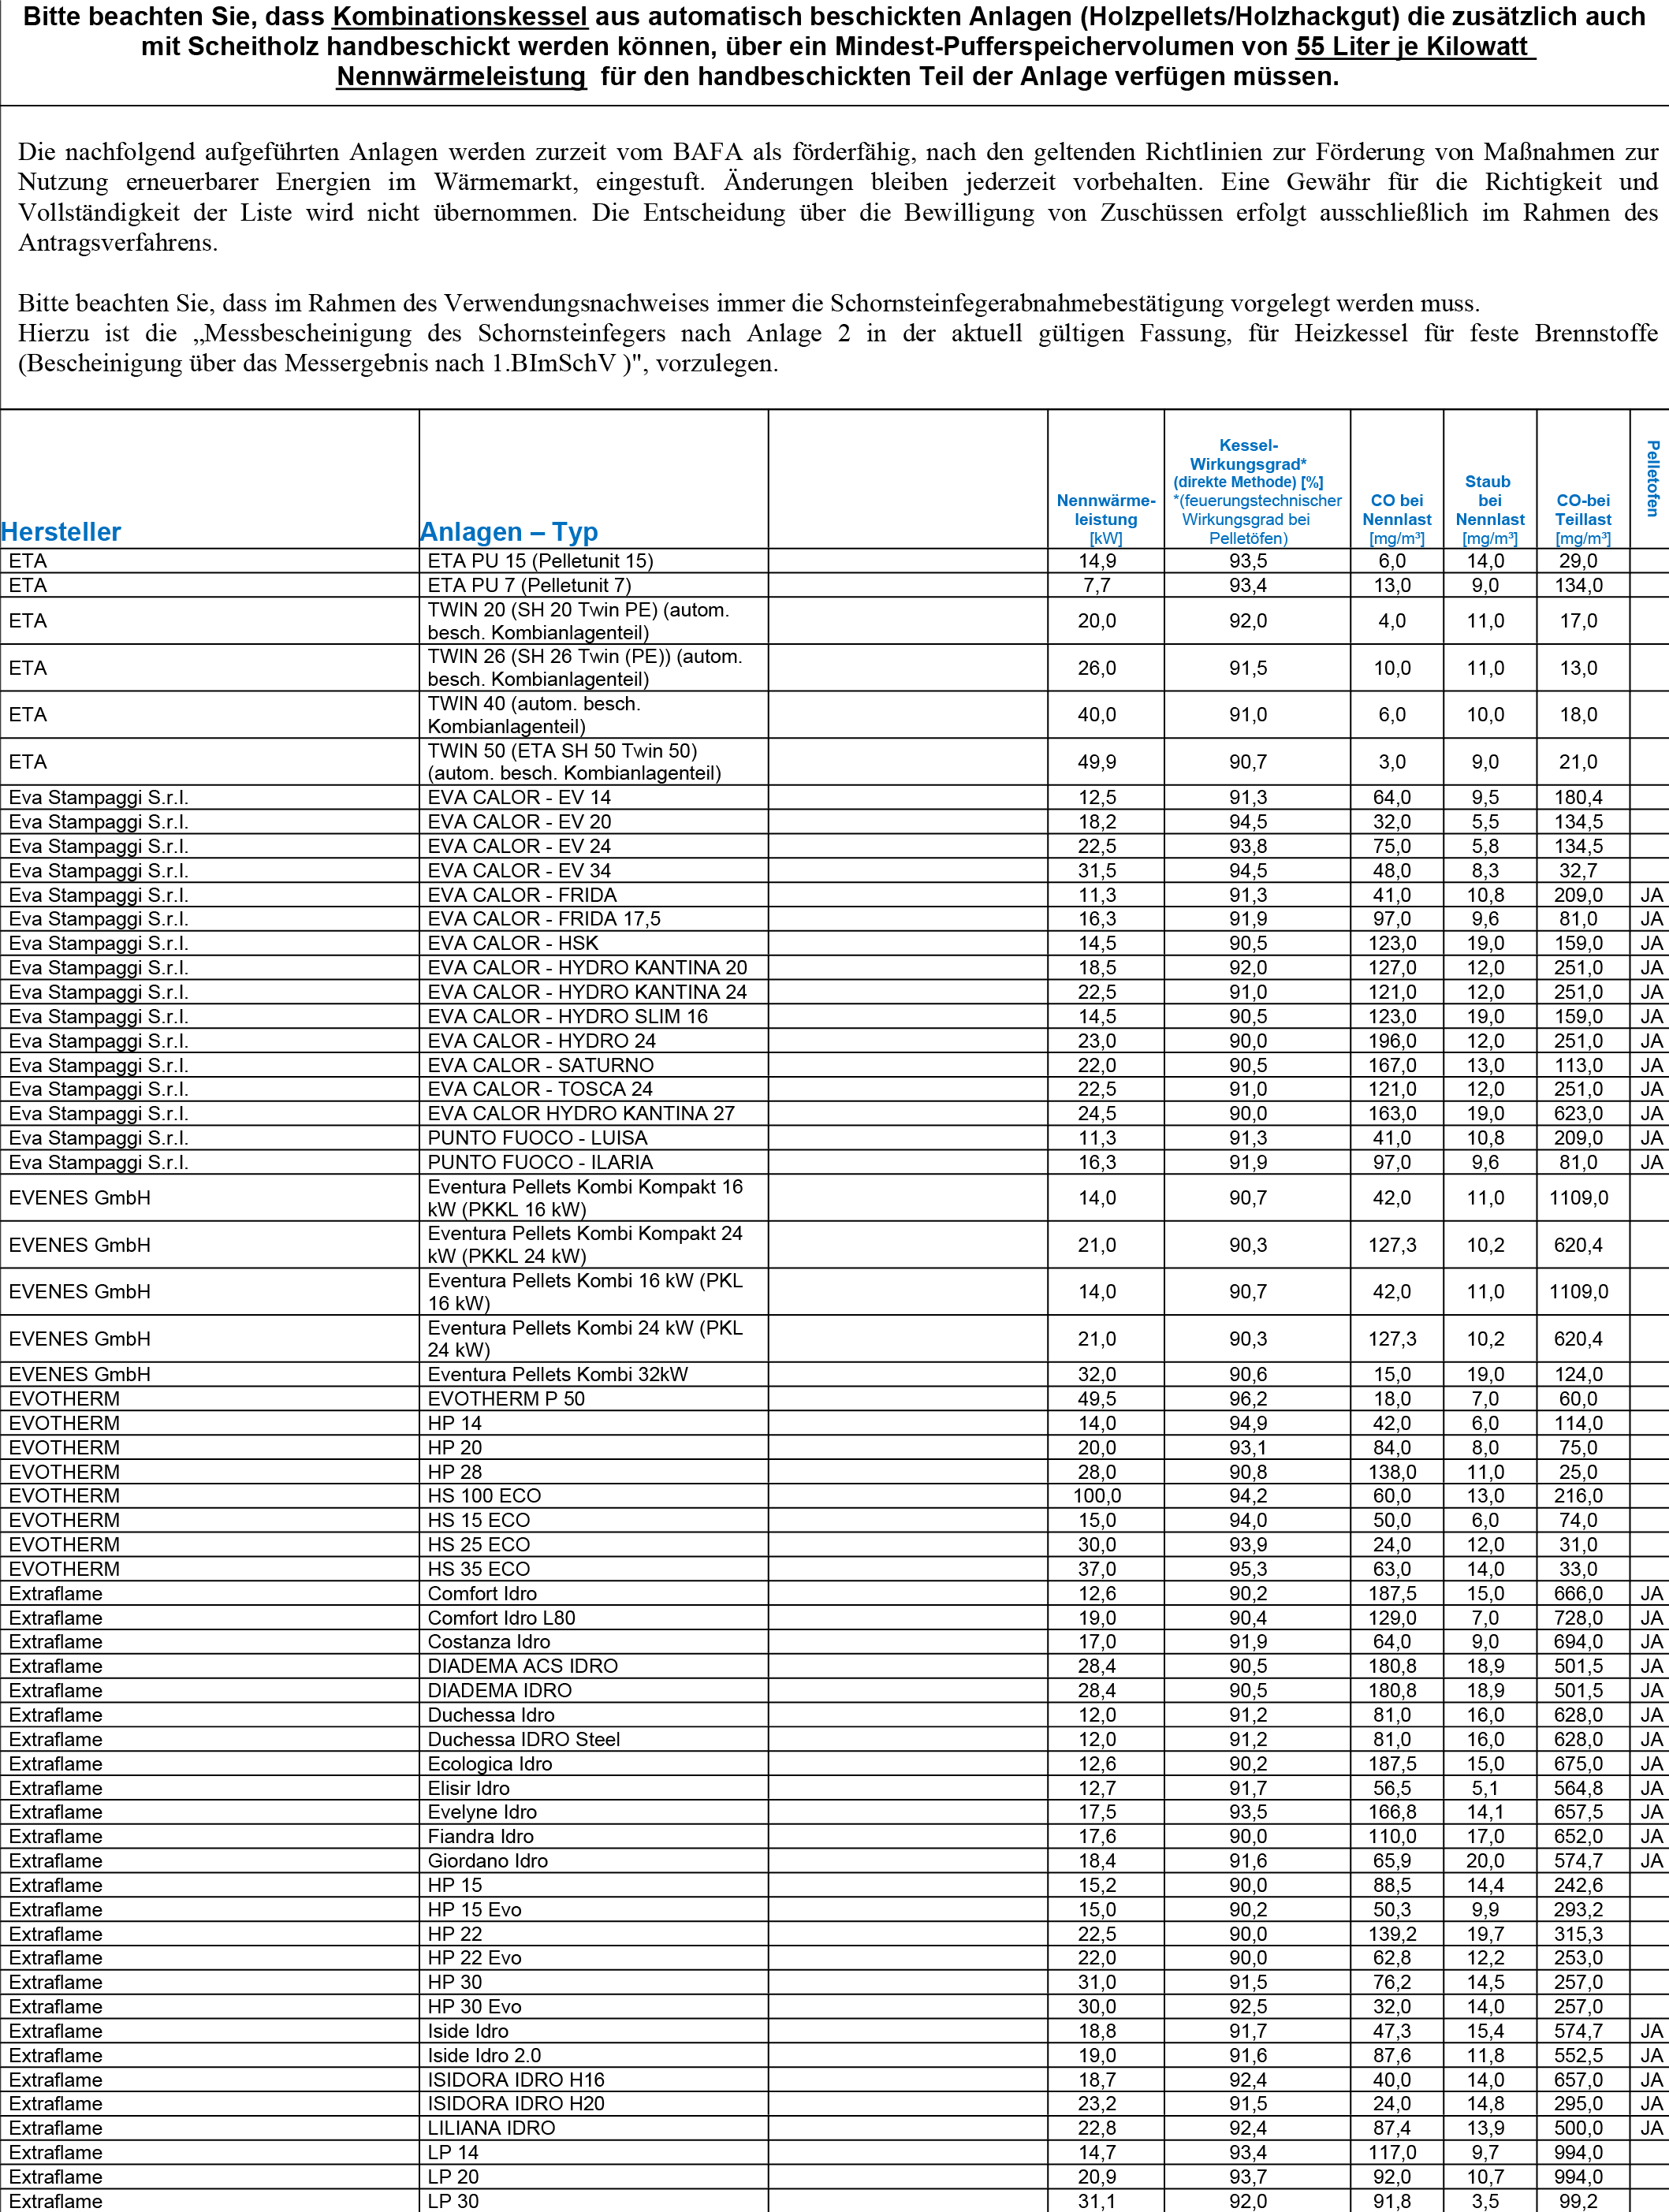 Bitte beachten Sie, dass Kombinationskessel aus automatisch beschickten Anlagen (Holzpellets/Holzhackgut) die zusätzlich auch
mit Scheitholz handbeschickt werden können, über ein Mindest-Pufferspeichervolumen von 55 Liter je Kilowatt
Nennwärmeleistung für den handbeschickten Teil der Anlage verfügen müssen.
Die nachfolgend aufgeführten Anlagen werden zurzeit vom BAFA als förderfähig, nach den geltenden Richtlinien zur Förderung von Maßnahmen zur
Nutzung erneuerbarer Energien im Wärmemarkt, eingestuft. Änderungen bleiben jederzeit vorbehalten. Eine Gewähr für die Richtigkeit und
Vollständigkeit der Liste wird nicht übernommen. Die Entscheidung über die Bewilligung von Zuschüssen erfolgt ausschließlich im Rahmen des
Antragsverfahrens.
Bitte beachten Sie, dass im Rahmen des Verwendungsnachweises immer die Schornsteinfegerabnahmebestätigung vorgelegt werden muss.
Hierzu ist die „Messbescheinigung des Schornsteinfegers nach Anlage 2 in der aktuell gültigen Fassung, für Heizkessel für feste Brennstoffe
(Bescheinigung über das Messergebnis nach 1.BImSchV )", vorzulegen.
Hersteller
Anlagen – Typ
Nennwärme-
leistung
[kW]
Kessel-
Wirkungsgrad*
(direkte Methode) [%]
*(feuerungstechnischer
Wirkungsgrad bei
Pelletöfen)
CO bei
Nennlast
[mg/m³]
Staub
bei
Nennlast
[mg/m³]
CO-bei
Teillast
[mg/m³]
Pelletofen
ETA ETA PU 15 (Pelletunit 15) 14,9 93,5 6,0 14,0 29,0
ETA ETA PU 7 (Pelletunit 7) 7,7 93,4 13,0 9,0 134,0
TWIN 20 (SH 20 Twin PE) (autom.
ETA besch. Kombianlagenteil) 20,0 92,0 4,0 11,0 17,0
TWIN 26 (SH 26 Twin (PE)) (autom.
ETA besch. Kombianlagenteil) 26,0 91,5 10,0 11,0 13,0
TWIN 40 (autom. besch.
ETA Kombianlagenteil) 40,0 91,0 6,0 10,0 18,0
TWIN 50 (ETA SH 50 Twin 50)
ETA (autom. besch. Kombianlagenteil) 49,9 90,7 3,0 9,0 21,0
Eva Stampaggi S.r.l. EVA CALOR - EV 14 12,5 91,3 64,0 9,5 180,4
Eva Stampaggi S.r.l. EVA CALOR - EV 20 18,2 94,5 32,0 5,5 134,5
Eva Stampaggi S.r.l. EVA CALOR - EV 24 22,5 93,8 75,0 5,8 134,5
Eva Stampaggi S.r.l. EVA CALOR - EV 34 31,5 94,5 48,0 8,3 32,7
Eva Stampaggi S.r.l. EVA CALOR - FRIDA 11,3 91,3 41,0 10,8 209,0 JA
Eva Stampaggi S.r.l. EVA CALOR - FRIDA 17,5 16,3 91,9 97,0 9,6 81,0 JA
Eva Stampaggi S.r.l. EVA CALOR - HSK 14,5 90,5 123,0 19,0 159,0 JA
Eva Stampaggi S.r.l. EVA CALOR - HYDRO KANTINA 20 18,5 92,0 127,0 12,0 251,0 JA
Eva Stampaggi S.r.l. EVA CALOR - HYDRO KANTINA 24 22,5 91,0 121,0 12,0 251,0 JA
Eva Stampaggi S.r.l. EVA CALOR - HYDRO SLIM 16 14,5 90,5 123,0 19,0 159,0 JA
Eva Stampaggi S.r.l. EVA CALOR - HYDRO 24 23,0 90,0 196,0 12,0 251,0 JA
Eva Stampaggi S.r.l. EVA CALOR - SATURNO 22,0 90,5 167,0 13,0 113,0 JA
Eva Stampaggi S.r.l. EVA CALOR - TOSCA 24 22,5 91,0 121,0 12,0 251,0 JA
Eva Stampaggi S.r.l. EVA CALOR HYDRO KANTINA 27 24,5 90,0 163,0 19,0 623,0 JA
Eva Stampaggi S.r.l. PUNTO FUOCO - LUISA 11,3 91,3 41,0 10,8 209,0 JA
Eva Stampaggi S.r.l. PUNTO FUOCO - ILARIA 16,3 91,9 97,0 9,6 81,0 JA
Eventura Pellets Kombi Kompakt 16
EVENES GmbH kW (PKKL 16 kW) 14,0 90,7 42,0 11,0 1109,0
Eventura Pellets Kombi Kompakt 24
EVENES GmbH kW (PKKL 24 kW) 21,0 90,3 127,3 10,2 620,4
Eventura Pellets Kombi 16 kW (PKL
EVENES GmbH 16 kW) 14,0 90,7 42,0 11,0 1109,0
Eventura Pellets Kombi 24 kW (PKL
EVENES GmbH 24 kW) 21,0 90,3 127,3 10,2 620,4
EVENES GmbH Eventura Pellets Kombi 32kW 32,0 90,6 15,0 19,0 124,0
EVOTHERM EVOTHERM P 50 49,5 96,2 18,0 7,0 60,0
EVOTHERM HP 14 14,0 94,9 42,0 6,0 114,0
EVOTHERM HP 20 20,0 93,1 84,0 8,0 75,0
EVOTHERM HP 28 28,0 90,8 138,0 11,0 25,0
EVOTHERM HS 100 ECO 100,0 94,2 60,0 13,0 216,0
EVOTHERM HS 15 ECO 15,0 94,0 50,0 6,0 74,0
EVOTHERM HS 25 ECO 30,0 93,9 24,0 12,0 31,0
EVOTHERM HS 35 ECO 37,0 95,3 63,0 14,0 33,0
Extraflame Comfort Idro 12,6 90,2 187,5 15,0 666,0 JA
Extraflame Comfort Idro L80 19,0 90,4 129,0 7,0 728,0 JA
Extraflame Costanza Idro 17,0 91,9 64,0 9,0 694,0 JA
Extraflame DIADEMA ACS IDRO 28,4 90,5 180,8 18,9 501,5 JA
Extraflame DIADEMA IDRO 28,4 90,5 180,8 18,9 501,5 JA
Extraflame Duchessa Idro 12,0 91,2 81,0 16,0 628,0 JA
Extraflame Duchessa IDRO Steel 12,0 91,2 81,0 16,0 628,0 JA
Extraflame Ecologica Idro 12,6 90,2 187,5 15,0 675,0 JA
Extraflame Elisir Idro 12,7 91,7 56,5 5,1 564,8 JA
Extraflame Evelyne Idro 17,5 93,5 166,8 14,1 657,5 JA
Extraflame Fiandra Idro 17,6 90,0 110,0 17,0 652,0 JA
Extraflame Giordano Idro 18,4 91,6 65,9 20,0 574,7 JA
Extraflame HP 15 15,2 90,0 88,5 14,4 242,6
Extraflame HP 15 Evo 15,0 90,2 50,3 9,9 293,2
Extraflame HP 22 22,5 90,0 139,2 19,7 315,3
Extraflame HP 22 Evo 22,0 90,0 62,8 12,2 253,0
Extraflame HP 30 31,0 91,5 76,2 14,5 257,0
Extraflame HP 30 Evo 30,0 92,5 32,0 14,0 257,0
Extraflame Iside Idro 18,8 91,7 47,3 15,4 574,7 JA
Extraflame Iside Idro 2.0 19,0 91,6 87,6 11,8 552,5 JA
Extraflame ISIDORA IDRO H16 18,7 92,4 40,0 14,0 657,0 JA
Extraflame ISIDORA IDRO H20 23,2 91,5 24,0 14,8 295,0 JA
Extraflame LILIANA IDRO 22,8 92,4 87,4 13,9 500,0 JA
Extraflame LP 14 14,7 93,4 117,0 9,7 994,0
Extraflame LP 20 20,9 93,7 92,0 10,7 994,0
Extraflame LP 30 31,1 92,0 91,8 3,5 99,2